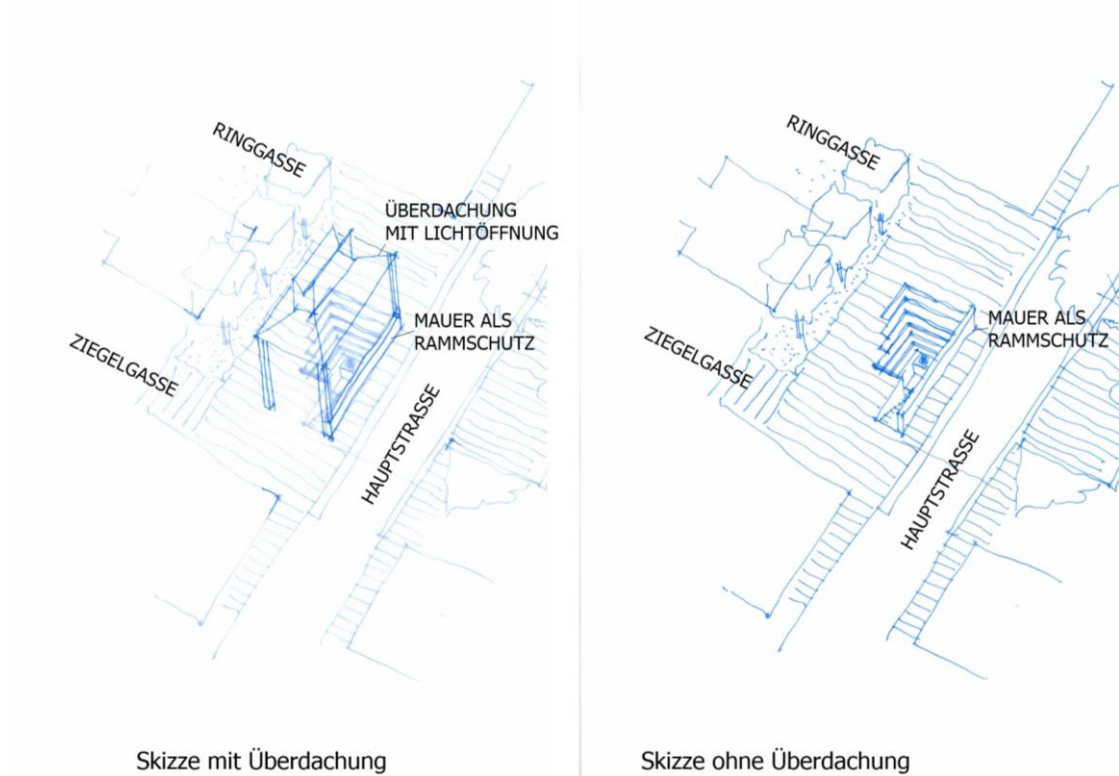 RINGGASSE
ÜBERDACHUNG
MIT LICHTÖFFNUNG
MAUER ALS
RAMMSCHUTZ
ZIEGELGASSE
HAUPTSTRASSE
Skizze mit Überdachung
RINGGASSE
MAUER ALS
RAMMSCHUTZ
ZIEGELGASSE
HAUPTSTRASSE
Skizze ohne Überdachung